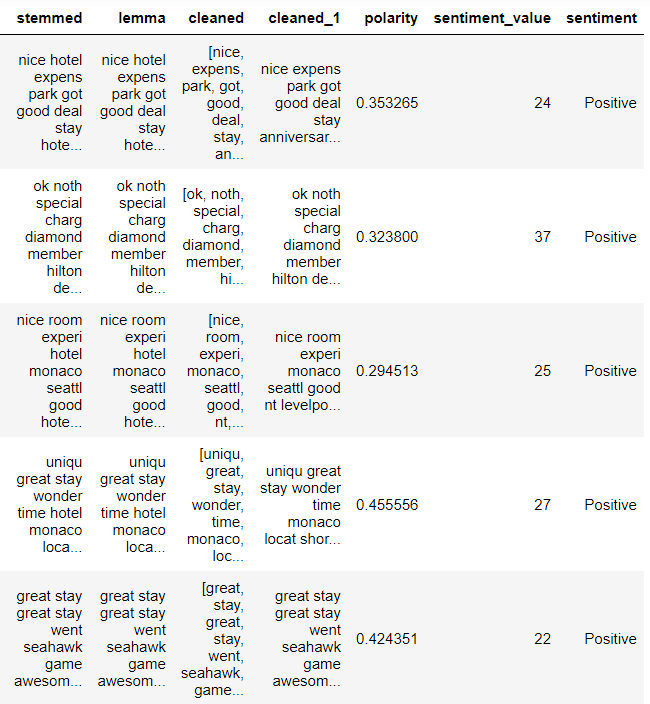 stemmed lemma cleaned cleaned_1 polarity sentiment_value sentiment
nice hotel
expens
park got
good deal
stay
hote...
nice hotel
expens
park got
good deal
stay
hote...
[nice,
expens,
park, got,
good,
deal,
stay,
an...
nice expens
park got
good deal
stay
anniversar...
0.353265
24
Positive
ok noth
special
charg
diamond
member
hilton
de...
ok noth
special
charg
diamond
member
hilton
de...
[ok, noth,
special,
charg,
diamond,
member,
hi...
ok noth
special
charg
diamond
member
hilton de...
0.323800
37
Positive
nice room
experi
hotel
monaco
seattl
good
hote...
nice room
experi
hotel
monaco
seattl
good
hote...
[nice,
room,
experi,
monaco,
seattl,
good,
nt,...
nice room
experi
monaco
seattl good
nt levelpo...
0.294513
25
Positive
uniqu
great stay
wonder
time hotel
monaco
loca...
uniqu
great stay
wonder
time hotel
monaco
loca...
[uniqu,
great,
stay,
wonder,
time,
monaco,
loc...
uniqu great
stay wonder
time
monaco
locat shor...
0.455556
27
Positive
great stay
great stay
went
seahawk
game
awesom...
great stay
great stay
went
seahawk
game
awesom...
[great,
stay,
great,
stay,
went,
seahawk,
game...
great stay
great stay
went
seahawk
game
awesom...
0.424351
22
Positive